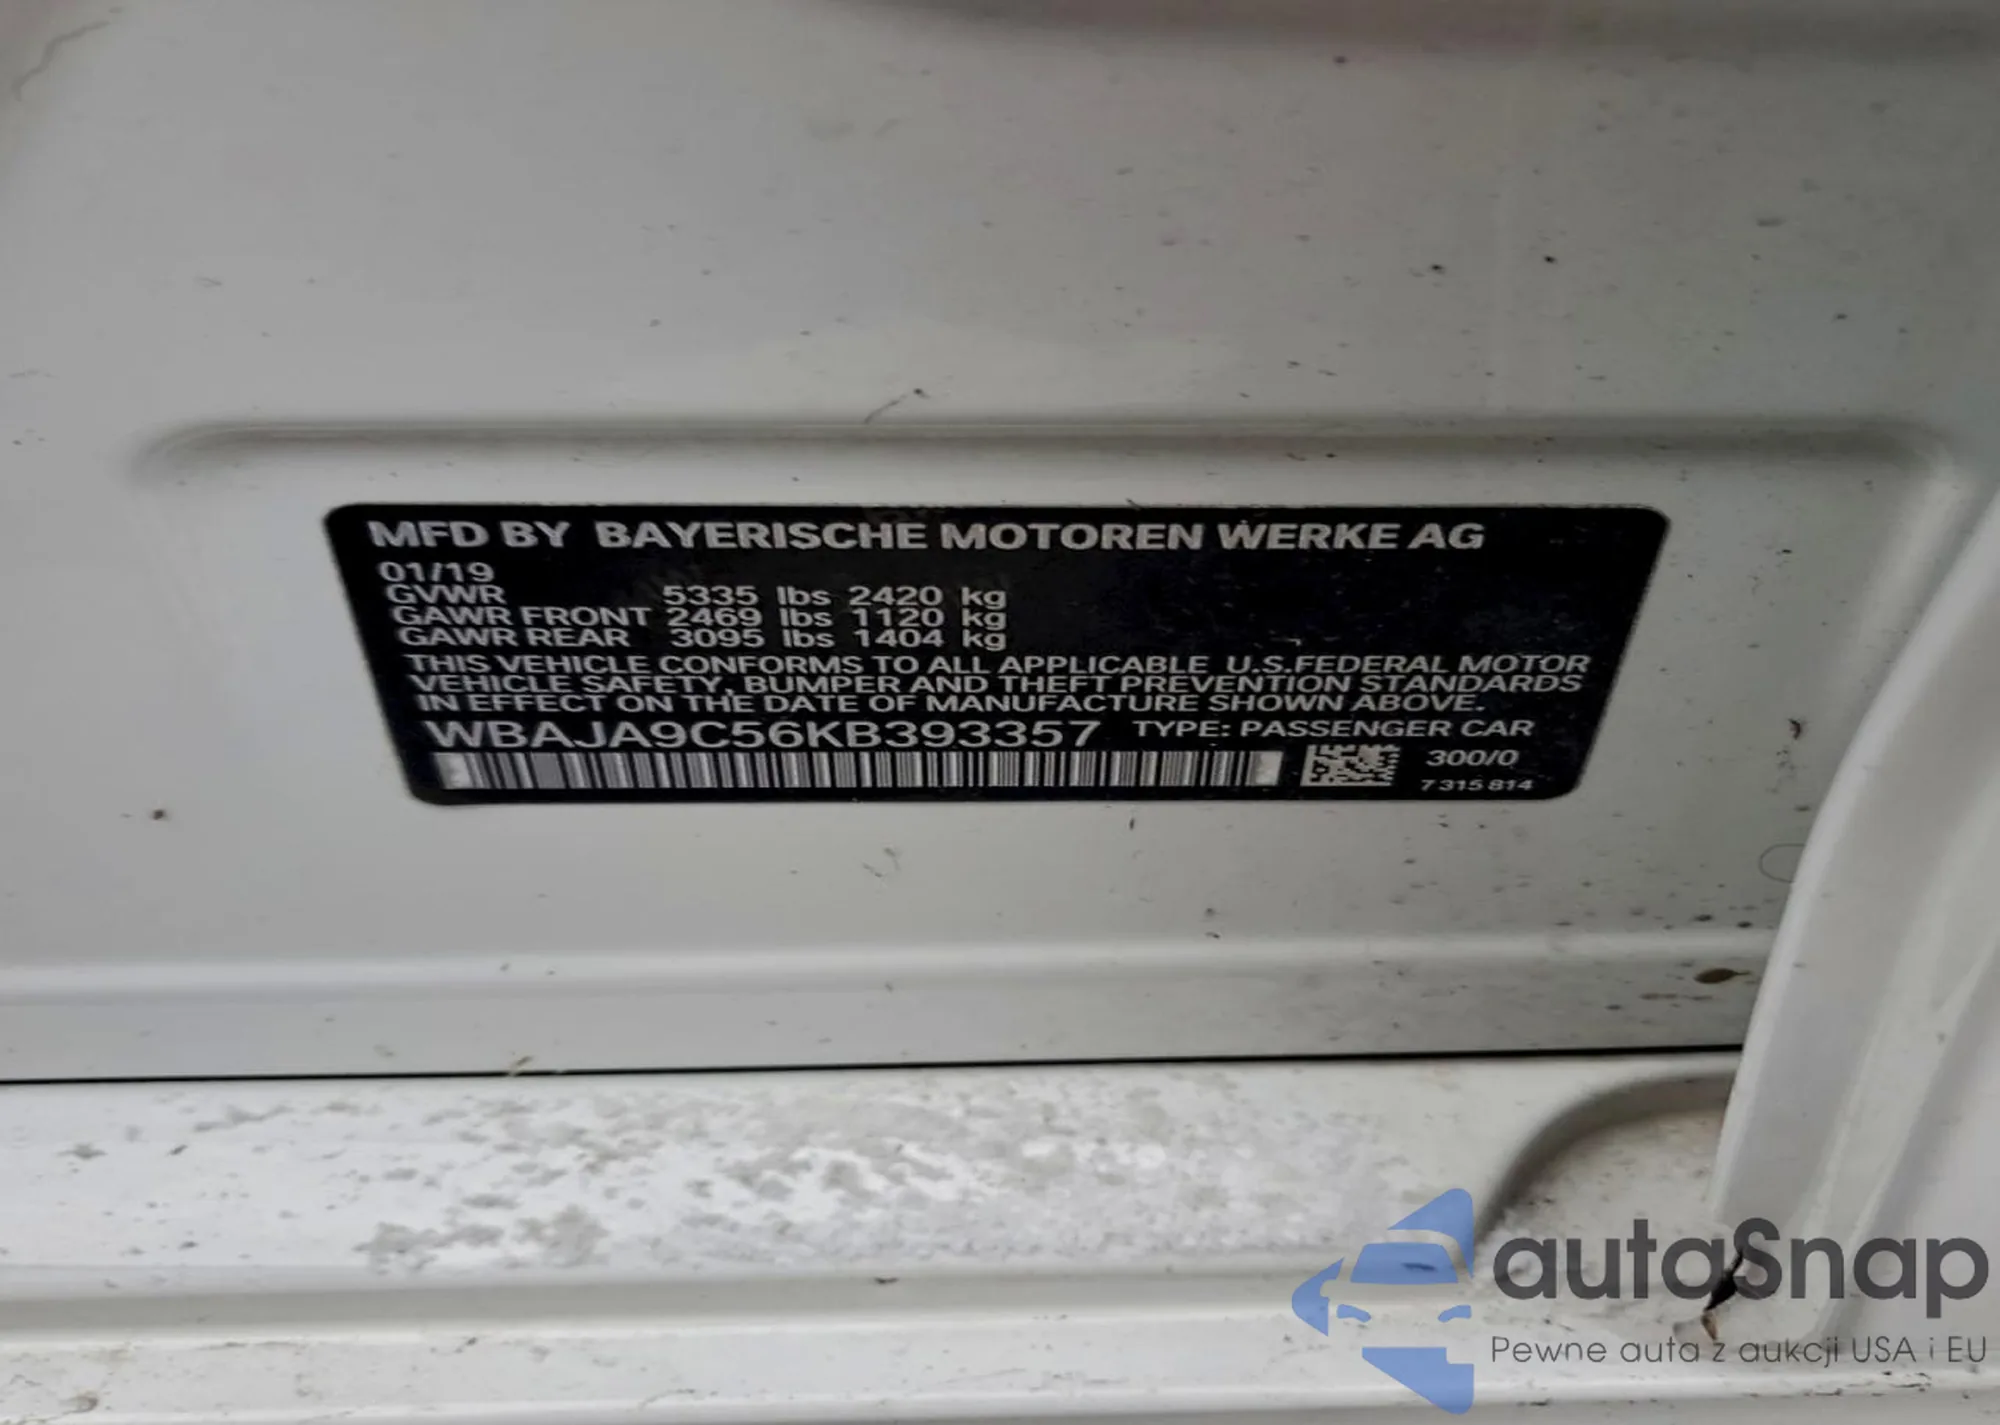 MFD BY BAYERISCHE MOTOREN WERKE AG
01/19
GVWR 5335 lbs 2420 kg
GAWR FRONT 2469 lbs 1120 kg
GAWR REAR 3095 lbs 1404 kg
THIS VEHICLE CONFORMS TO ALL APPLICABLE U.S.FEDERAL MOTOR
VEHICLE SAFETY, BUMPER AND THEFT PREVENTION STANDARDS
IN EFFECT ON THE DATE OF MANUFACTURE SHOWN ABOVE.
WBAJA9C56KB393357 TYPE: PASSENGER CAR
300/0
7 315 814
autoSnap
Pewne auta z aukcji USA i EU